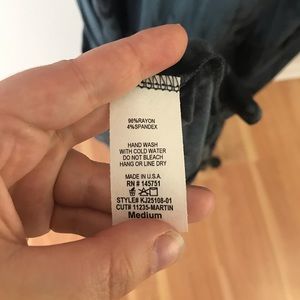 96%RAYON
4%SPANDEX
HAND WASH
WITH COLD WATER
DO NOT BLEACH
HANG OR LINE DRY
MADE IN U.S.A.
RN # 145751
STYLE# KJ25108-01
CUT# 11235-MARTIN
Medium